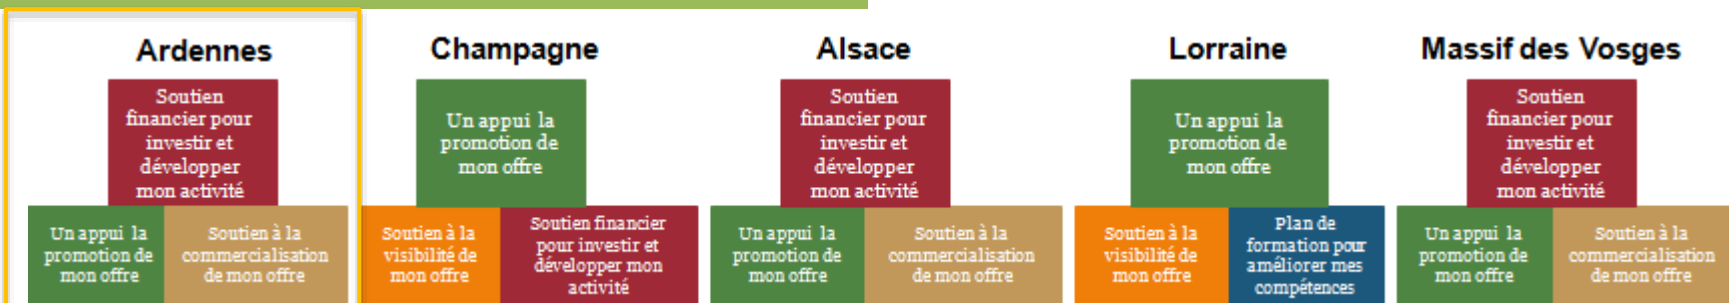 Ardennes
Soutien
financier pour
investir et
développer
mon activité
Un appui la
promotion de
mon offre
Soutien à la
commercialisation
de mon offre
Champagne
Un appui la
promotion de
mon offre
Soutien à la
visibilité de
mon offre
Soutien financier
pour investir et
développer mon
activité
Alsace
Soutien
financier pour
investir et
développer
mon activité
Un appui la
promotion de
mon offre
Soutien à la
commercialisation
de mon offre
Lorraine
Un appui la
promotion de
mon offre
Soutien à la
visibilité de
mon offre
Plan de
formation pour
améliorer mes
compétences
Massif des Vosges
Soutien
financier pour
investir et
développer
mon activité
Un appui la
promotion de
mon offre
Soutien à la
commercialisation
de mon offre